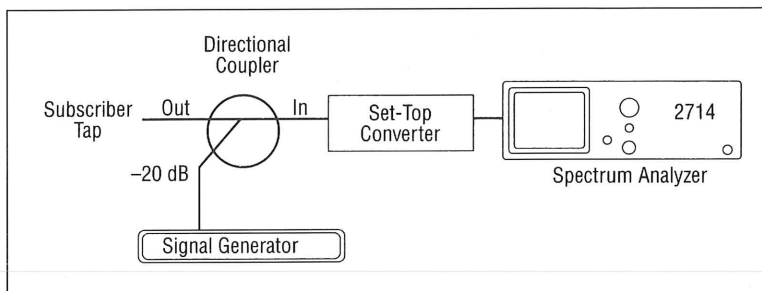 Directional
Coupler
Subscriber
Tap
Out
In
Set-Top
Converter
2714
–20 dB
Spectrum Analyzer
Signal Generator